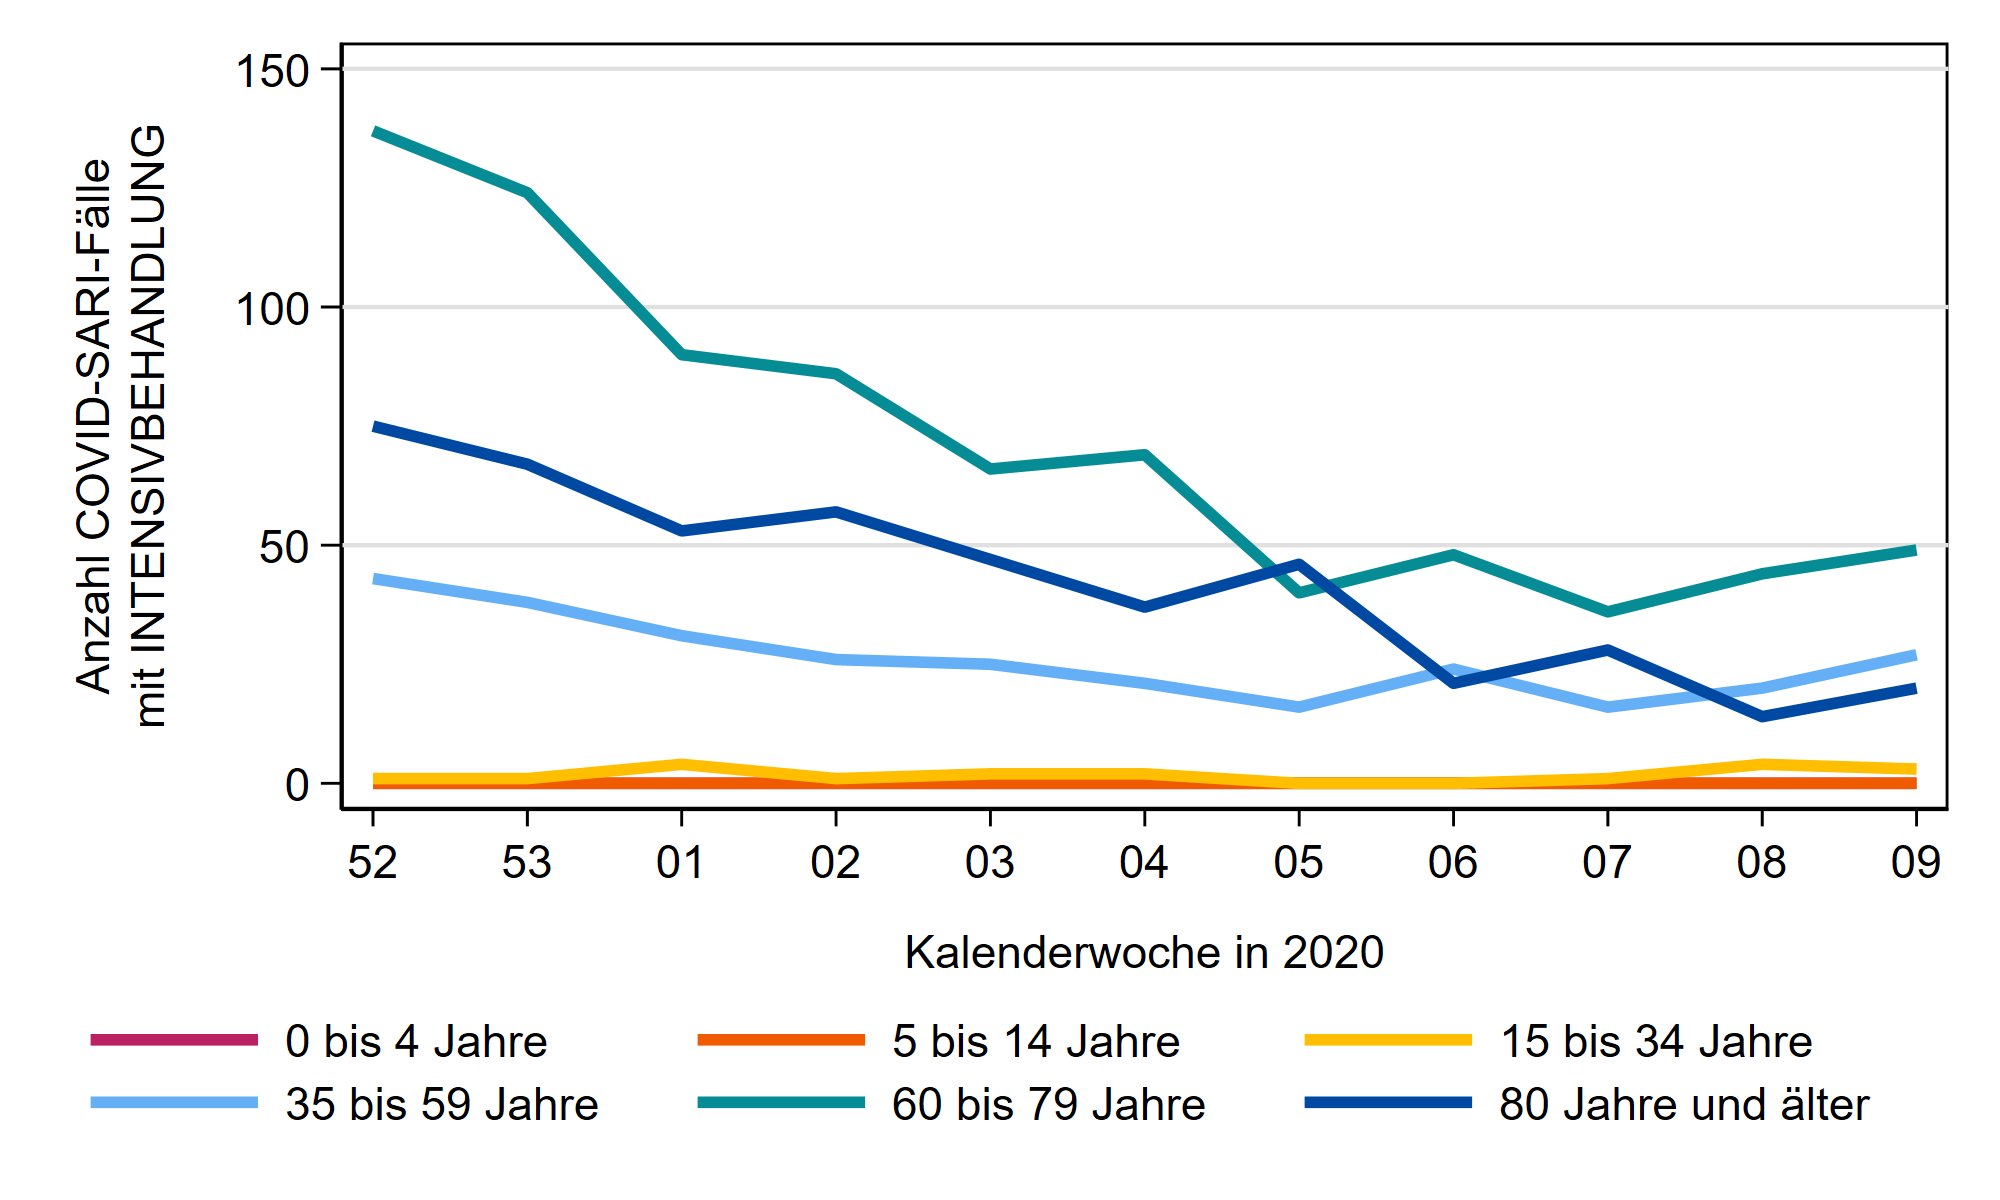 Anzahl COVID-SARI-Fälle
mit INTENSIVBEHANDLUNG
150
100
50
0
52 53 01 02 03 04 05 06 07 08 09
Kalenderwoche in 2020
0 bis 4 Jahre 5 bis 14 Jahre 15 bis 34 Jahre
35 bis 59 Jahre 60 bis 79 Jahre 80 Jahre und älter